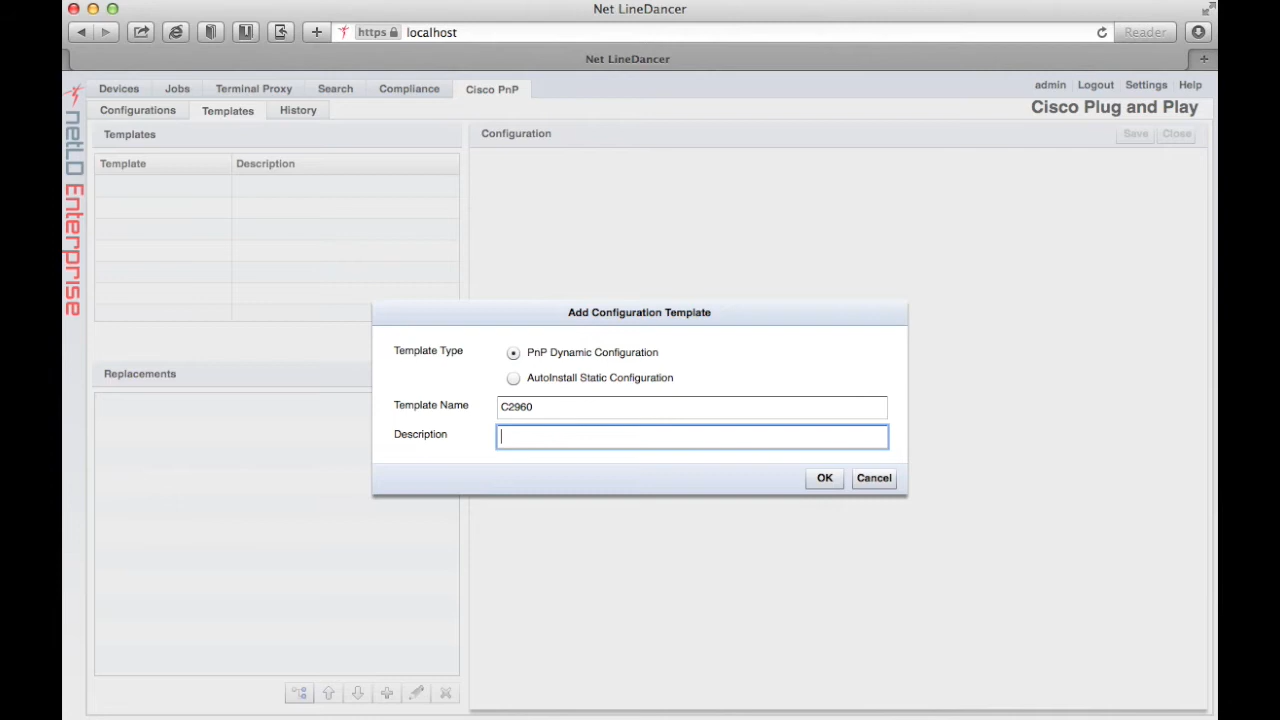 Net LineDancer
https localhost
Reader
Net LineDancer
Devices Jobs Terminal Proxy Search Compliance Cisco PnP
admin Logout Settings Help
Configurations Templates History
Cisco Plug and Play
netLD Enterprise
Templates
Configuration
Save Close
Template Description
Add Configuration Template
Template Type
PnP Dynamic Configuration
AutoInstall Static Configuration
Template Name C2960
Description
OK Cancel
Replacements